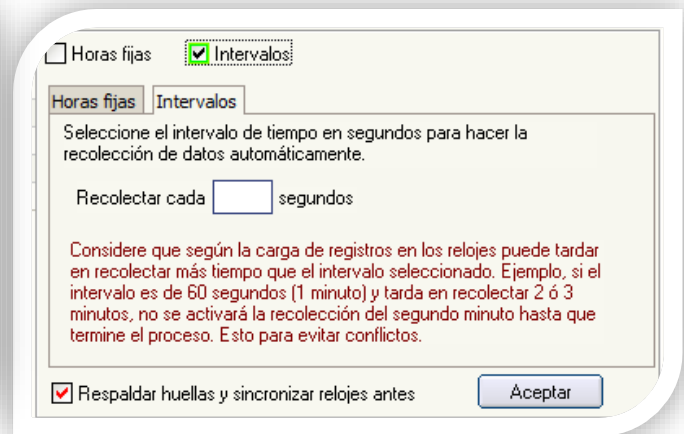 Horas fijas Intervalos
Horas fijas Intervalos
Seleccione el intervalo de tiempo en segundos para hacer la
recolección de datos automáticamente.
Recolectar cada segundos
Considere que según la carga de registros en los relojes puede tardar
en recolectar más tiempo que el intervalo seleccionado. Ejemplo, si el
intervalo es de 60 segundos (1 minuto) y tarda en recolectar 2 ó 3
minutos, no se activará la recolección del segundo minuto hasta que
termine el proceso. Esto para evitar conflictos.
Respaldar huellas y sincronizar relojes antes Aceptar